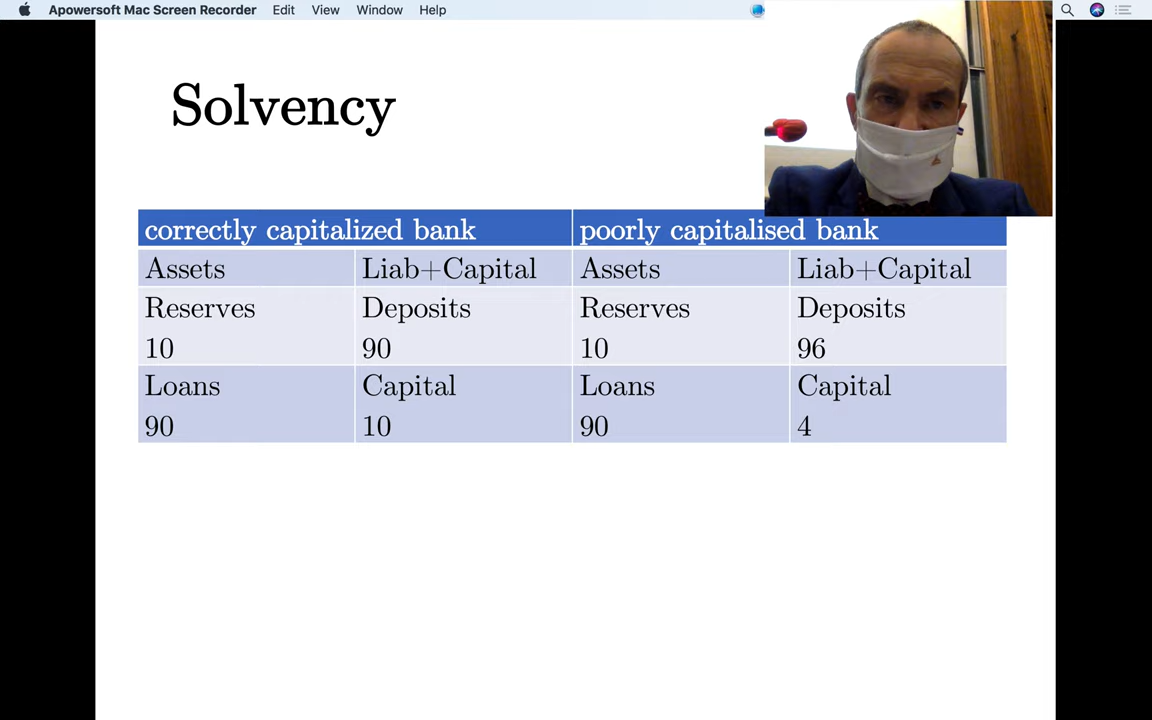 Apowersoft Mac Screen Recorder Edit View Window Help
Solvency
correctly capitalized bank poorly capitalised bank
Assets Liab+Capital Assets Liab+Capital
Reserves Deposits Reserves Deposits
10 90 10 96
Loans Capital Loans Capital
90 10 90 4